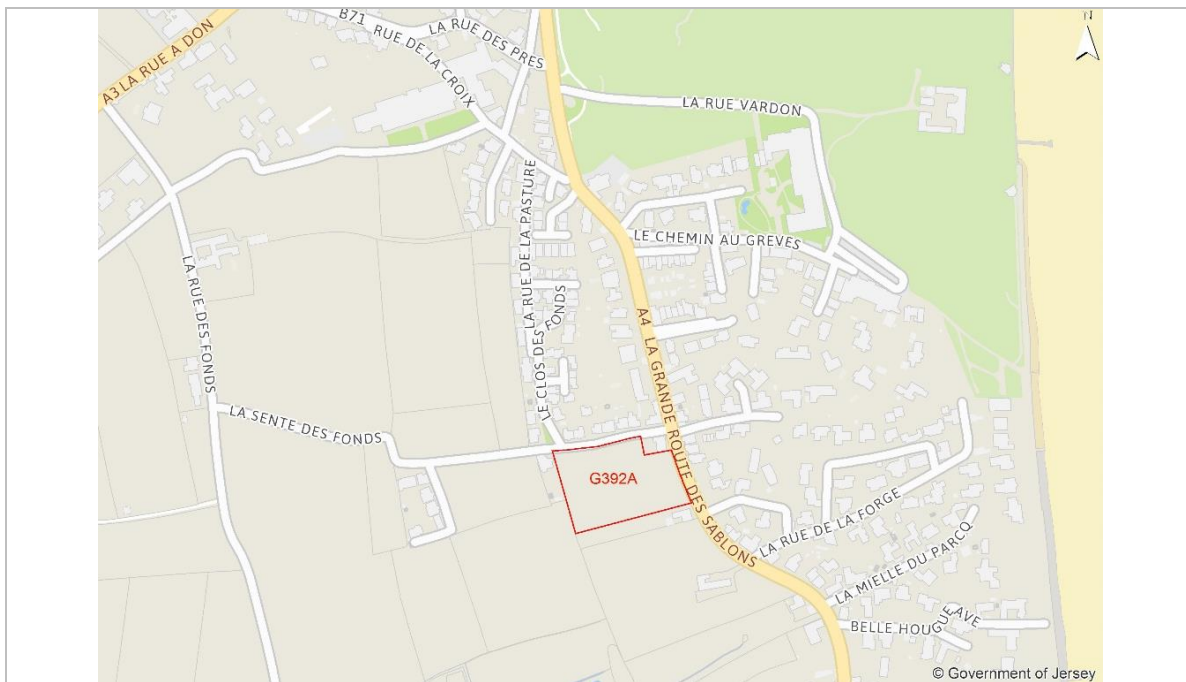 B71
LA RUE DES PRES
RUE DE LA CROIX
A3 LA RUE A DON
LA RUE VARDON
LA RUE DE LA PASTURE
LE CHEMIN AU GREVES
LA RUE DES FONDS
LE CLOS DES FONDS
A4 LA GRANDE ROUTE DES SABLONS
LA SENTE DES FONDS
G392A
LA RUE DE LA FORGE
LA MIELLE DU PARCQ
BELLE HOUGUE AVE
© Government of Jersey